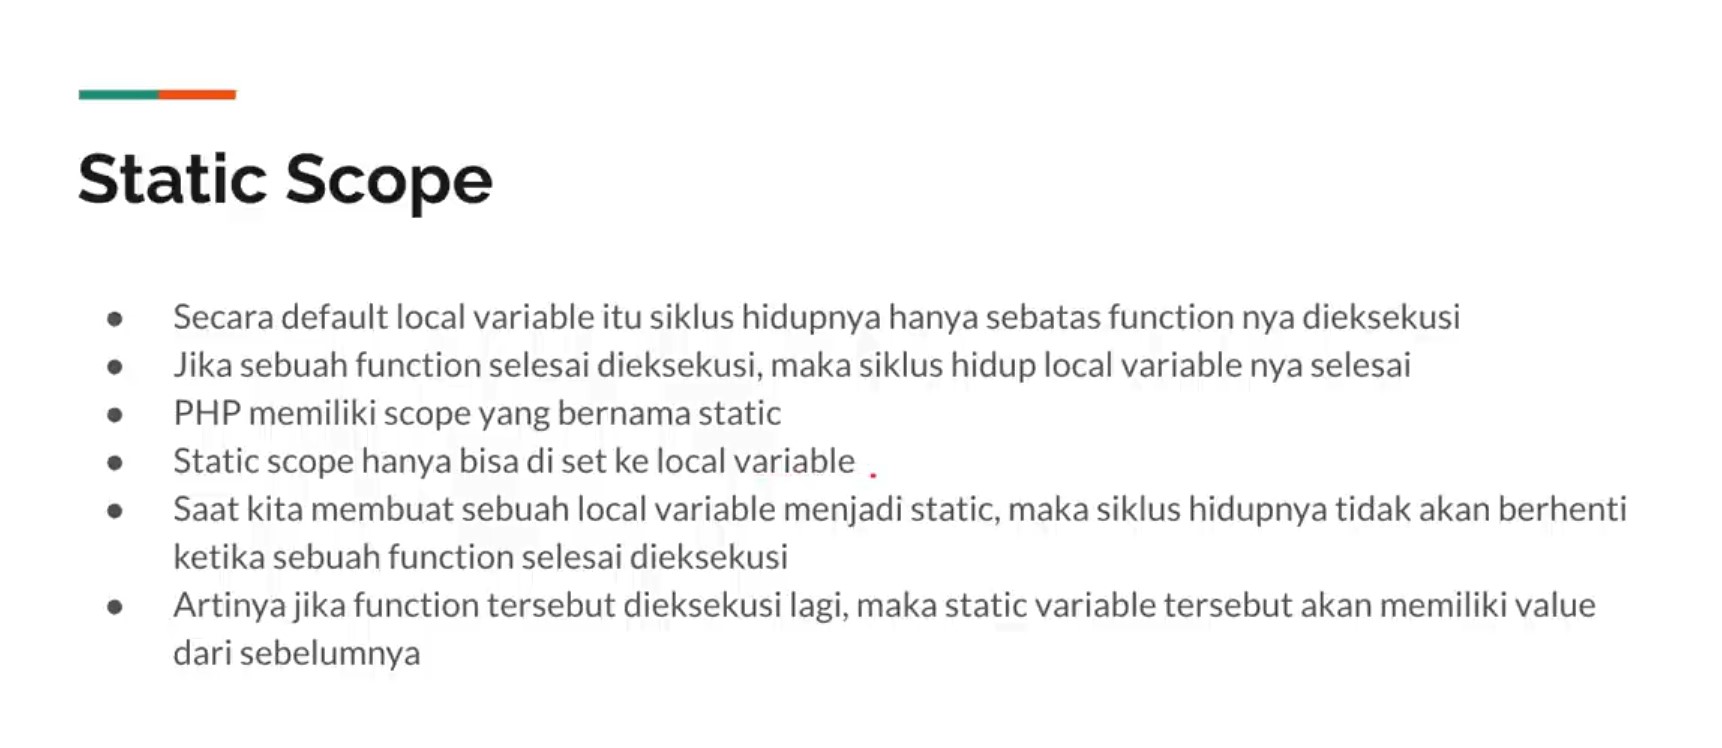 Static Scope
● Secara default local variable itu siklus hidupnya hanya sebatas function nya dieksekusi
● Jika sebuah function selesai dieksekusi, maka siklus hidup local variable nya selesai
● PHP memiliki scope yang bernama static
● Static scope hanya bisa di set ke local variable
● Saat kita membuat sebuah local variable menjadi static, maka siklus hidupnya tidak akan berhenti
ketika sebuah function selesai dieksekusi
● Artinya jika function tersebut dieksekusi lagi, maka static variable tersebut akan memiliki value
dari sebelumnya